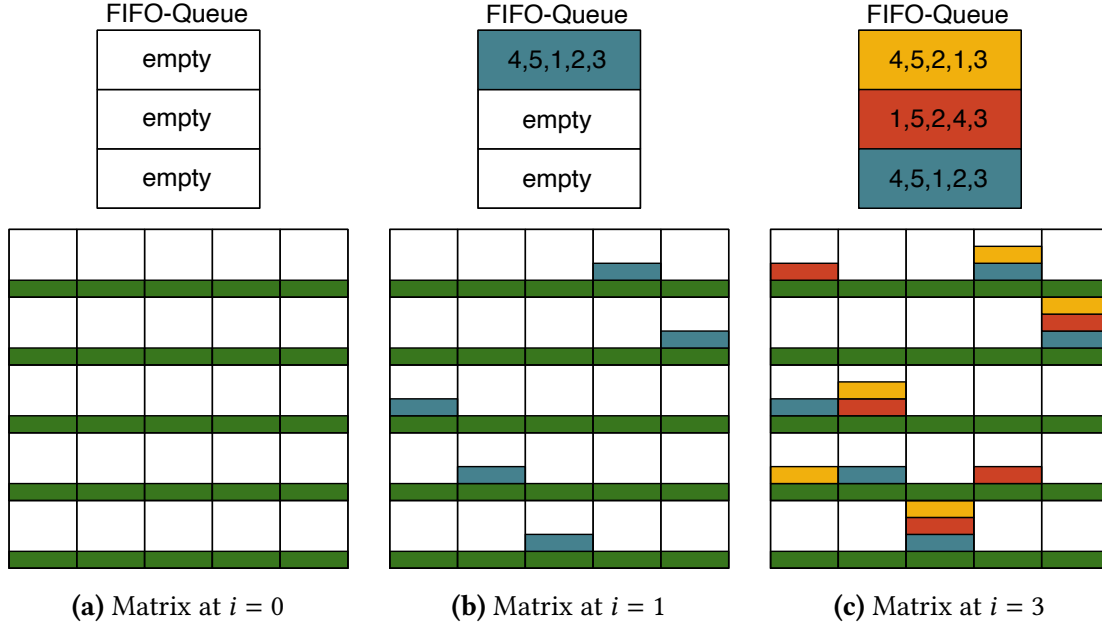 FIFO-Queue
empty
empty
empty
(a) Matrix at i = 0
FIFO-Queue
4,5,1,2,3
empty
empty
(b) Matrix at i = 1
FIFO-Queue
4,5,2,1,3
1,5,2,4,3
4,5,1,2,3
(c) Matrix at i = 3